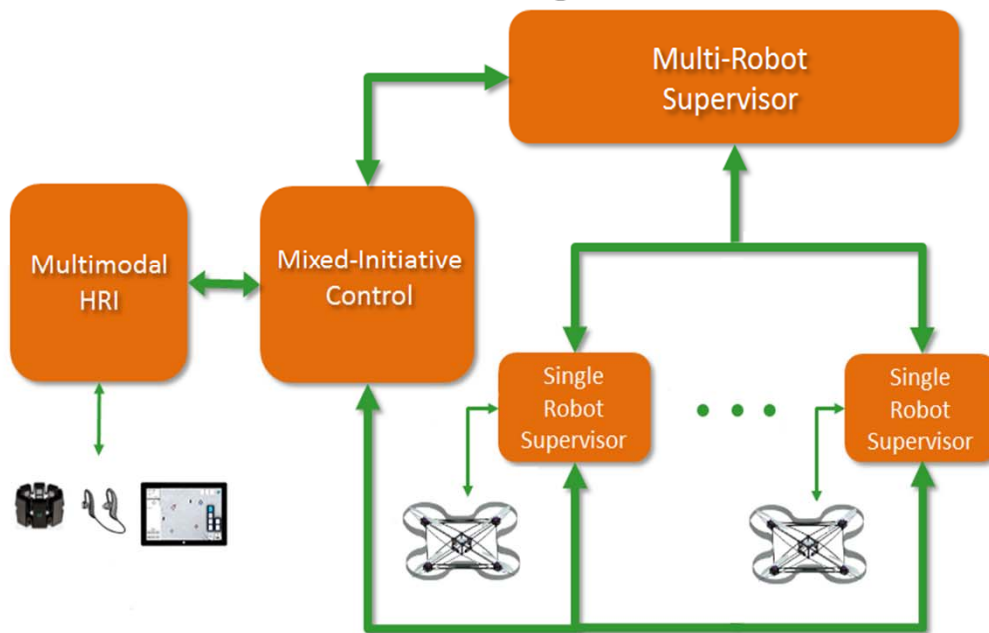 Multi-Robot
Supervisor
Multimodal
HRI
Mixed-Initiative
Control
Single
Robot
Supervisor
Single
Robot
Supervisor